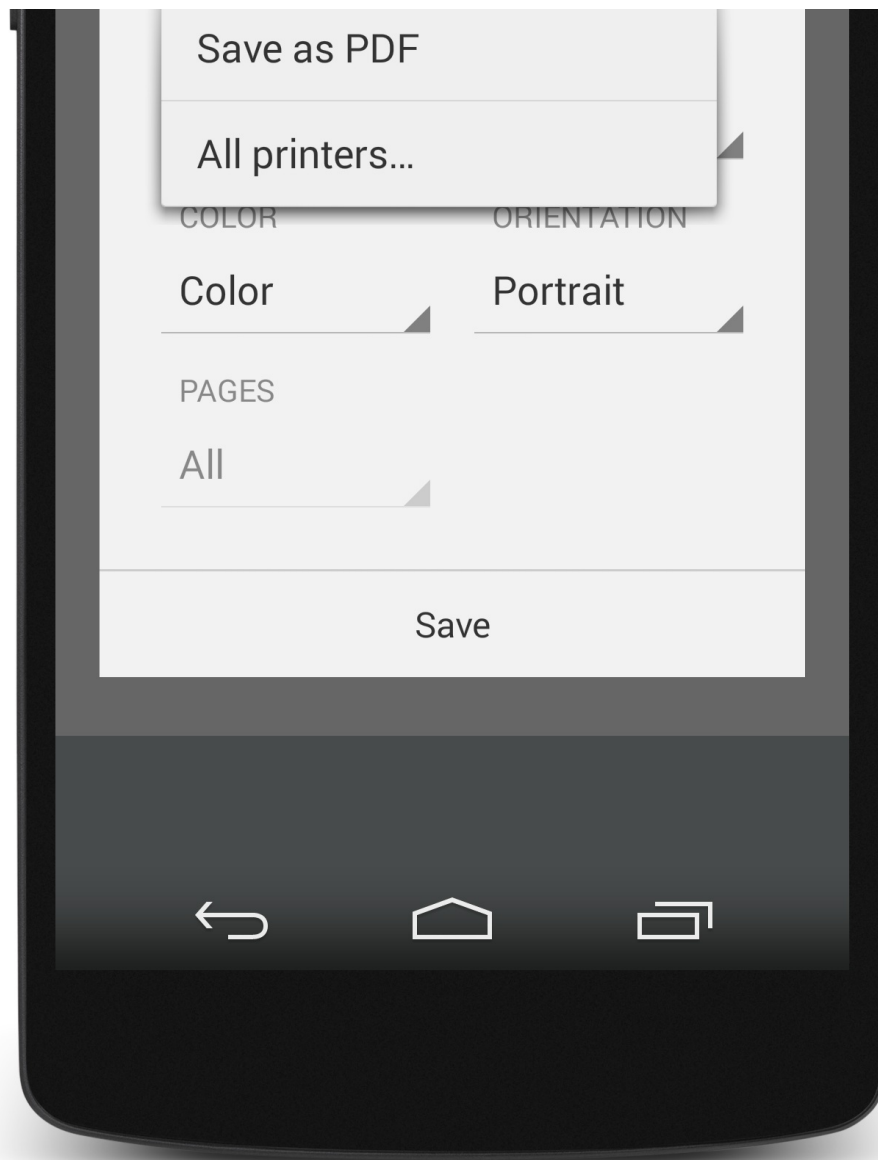 Save as PDF
All printers...
COLOR ORIENTATION
Color Portrait
PAGES
All
Save